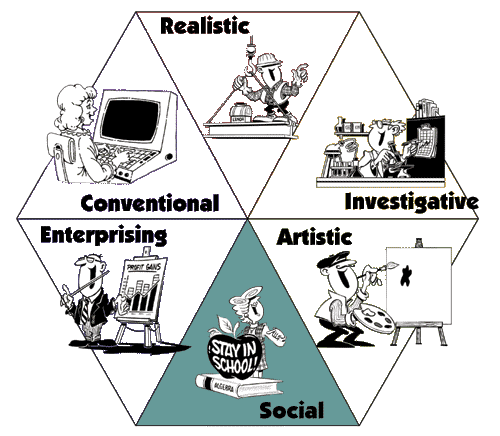 Realistic
Conventional
Investigative
Enterprising
Artistic
PROFIT GAINS
STAY IN
SCHOOL!
ALGEBRA
Social